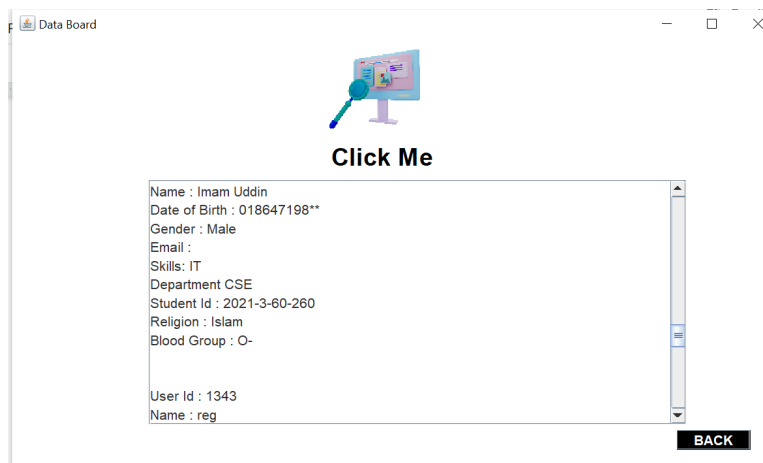 Data Board
Click Me
Name : Imam Uddin
Date of Birth : 018647198**
Gender : Male
Email :
Skills: IT
Department CSE
Student Id : 2021-3-60-260
Religion : Islam
Blood Group : O-
User Id : 1343
Name : reg
BACK